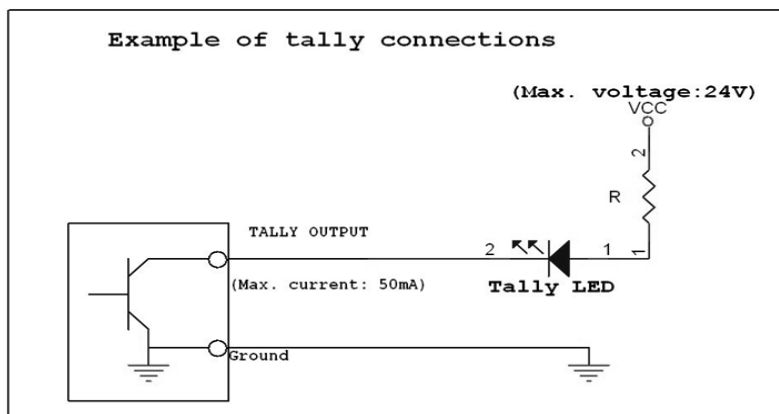 Example of tally connections
(Max. voltage:24V)
VCC
2
R
1
TALLY OUTPUT
2
1
(Max. current: 50mA)
Tally LED
Ground